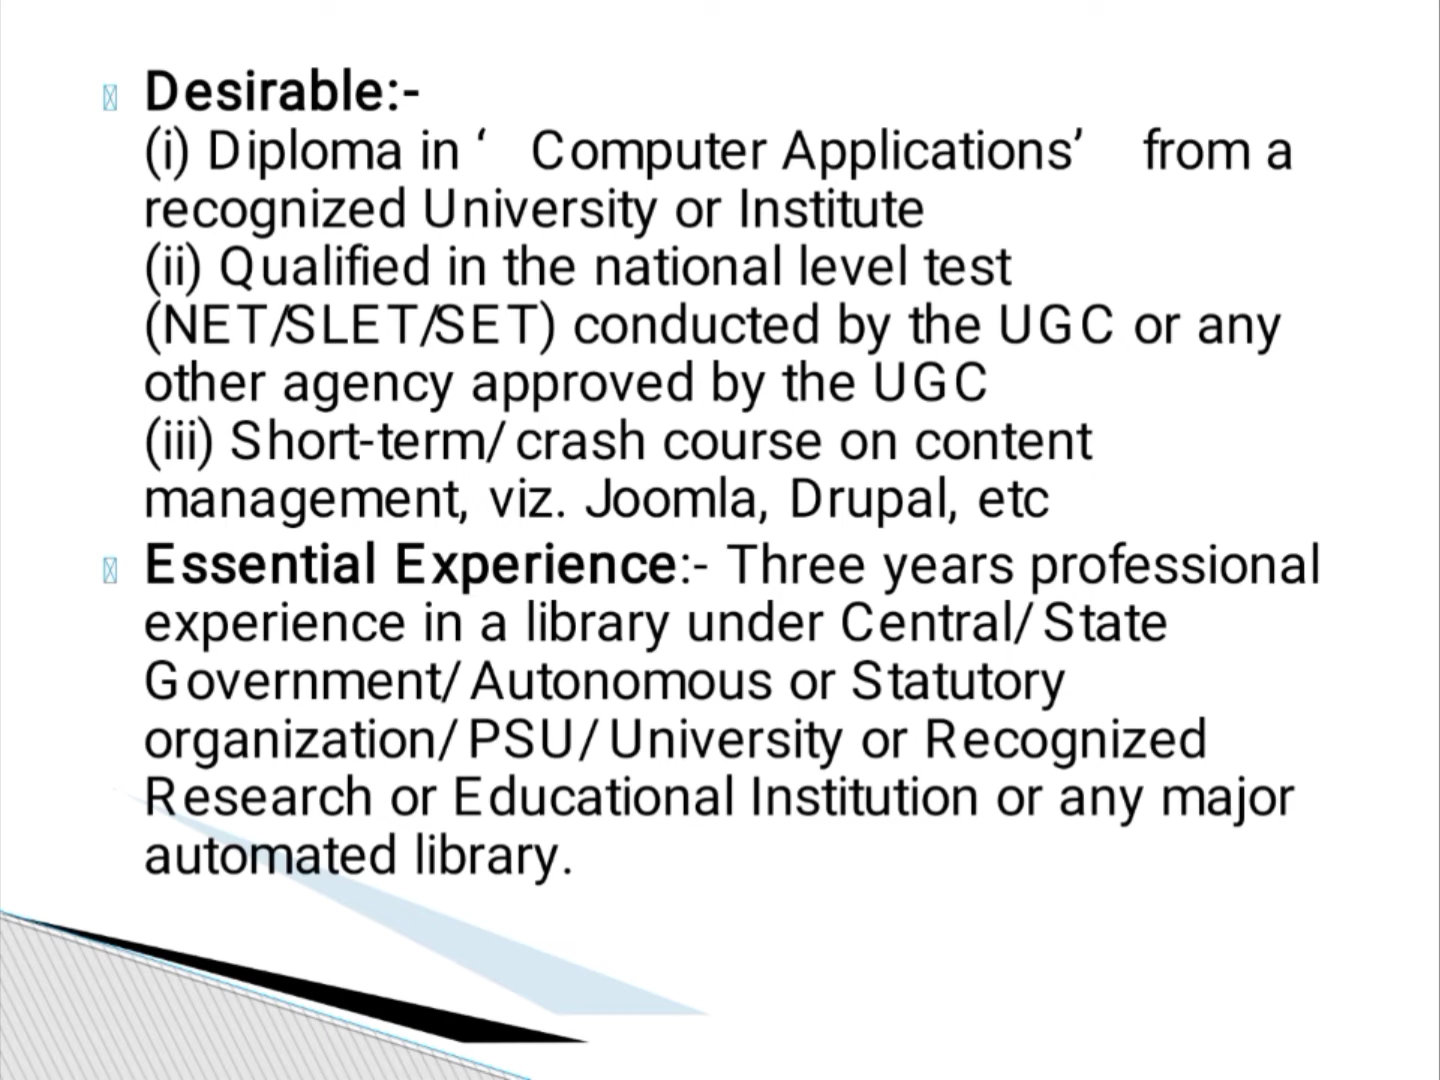 Desirable:-
(i) Diploma in ‘ Computer Applications’ from a
recognized University or Institute
(ii) Qualified in the national level test
(NET/SLET/SET) conducted by the UGC or any
other agency approved by the UGC
(iii) Short-term/ crash course on content
management, viz. Joomla, Drupal, etc
Essential Experience:- Three years professional
experience in a library under Central/ State
Government/ Autonomous or Statutory
organization/ PSU/ University or Recognized
Research or Educational Institution or any major
automated library.